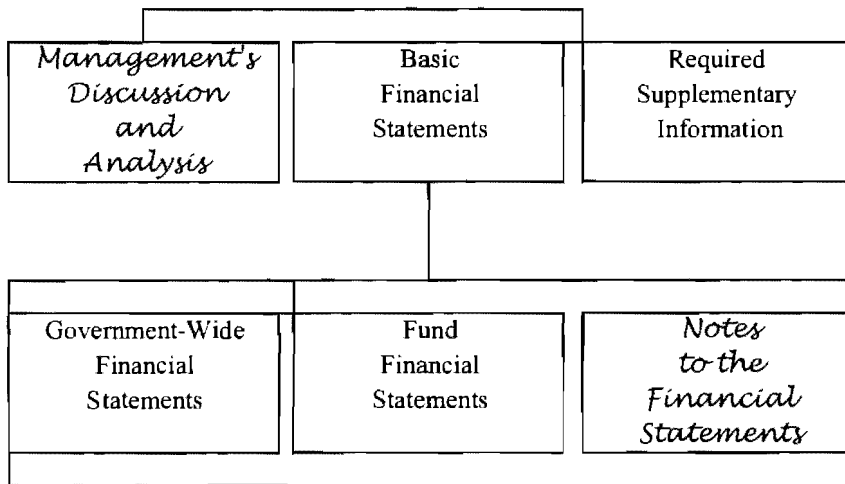 Management's
Discussion
and
Analysis
Basic
Financial
Statements
Required
Supplementary
Information
Government-Wide
Financial
Statements
Fund
Financial
Statements
Notes
to the
Financial
Statements